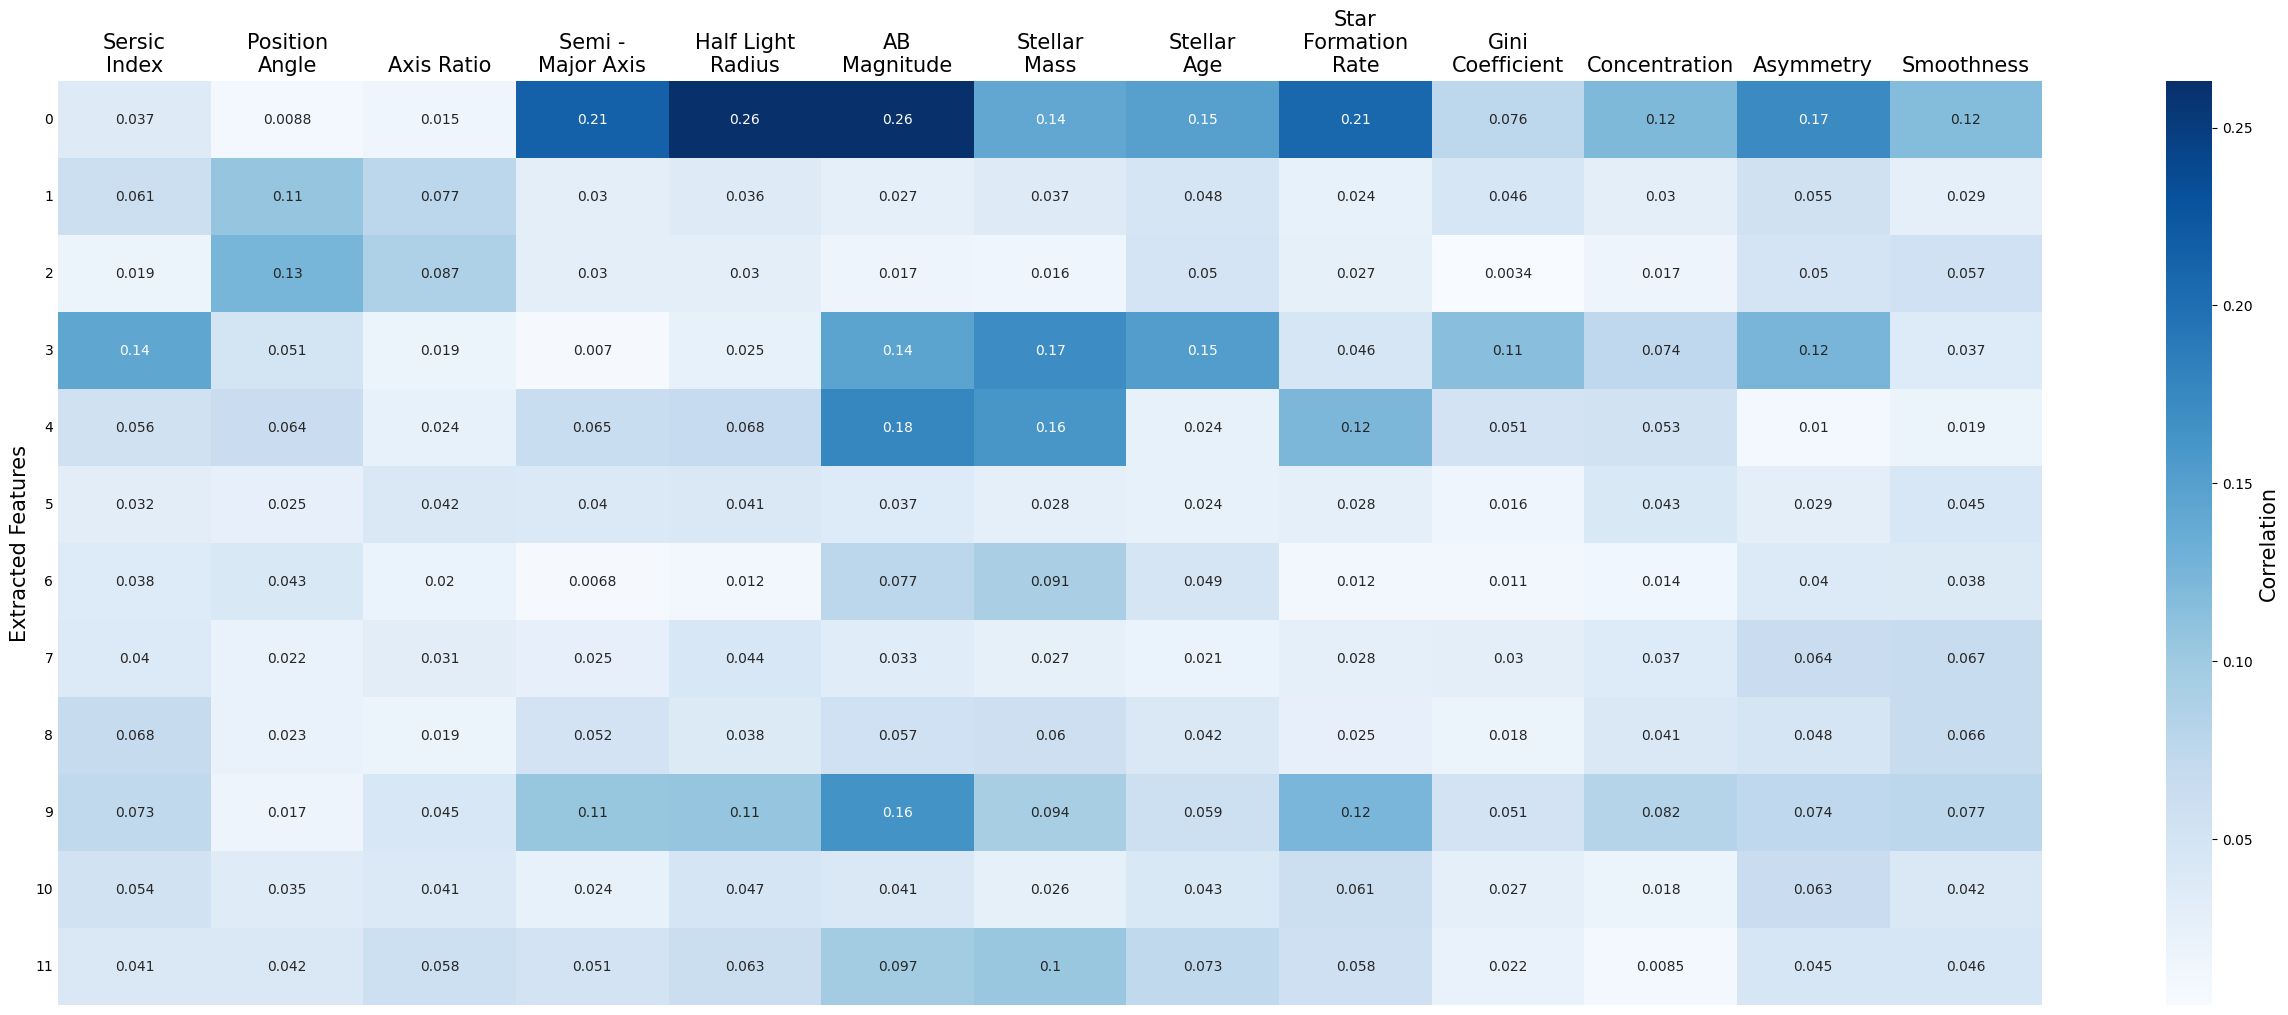 Star
Sersic Position Semi - Half Light AB Stellar Stellar Formation Gini
Index Angle Axis Ratio Major Axis Radius Magnitude Mass Age Rate Coefficient Concentration Asymmetry Smoothness
0 0.037 0.0088 0.015 0.21 0.26 0.26 0.14 0.15 0.21 0.076 0.12 0.17 0.12
1 0.061 0.11 0.077 0.03 0.036 0.027 0.037 0.048 0.024 0.046 0.03 0.055 0.029
2 0.019 0.13 0.087 0.03 0.03 0.017 0.016 0.05 0.027 0.0034 0.017 0.05 0.057
3 0.14 0.051 0.019 0.007 0.025 0.14 0.17 0.15 0.046 0.11 0.074 0.12 0.037
4 0.056 0.064 0.024 0.065 0.068 0.18 0.16 0.024 0.12 0.051 0.053 0.01 0.019
5 0.032 0.025 0.042 0.04 0.041 0.037 0.028 0.024 0.028 0.016 0.043 0.029 0.045
6 0.038 0.043 0.02 0.0068 0.012 0.077 0.091 0.049 0.012 0.011 0.014 0.04 0.038
7 0.04 0.022 0.031 0.025 0.044 0.033 0.027 0.021 0.028 0.03 0.037 0.064 0.067
8 0.068 0.023 0.019 0.052 0.038 0.057 0.06 0.042 0.025 0.018 0.041 0.048 0.066
9 0.073 0.017 0.045 0.11 0.11 0.16 0.094 0.059 0.12 0.051 0.082 0.074 0.077
10 0.054 0.035 0.041 0.024 0.047 0.041 0.026 0.043 0.061 0.027 0.018 0.063 0.042
11 0.041 0.042 0.058 0.051 0.063 0.097 0.1 0.073 0.058 0.022 0.0085 0.045 0.046
Extracted Features
0.25
0.20
0.15
0.10
0.05
Correlation